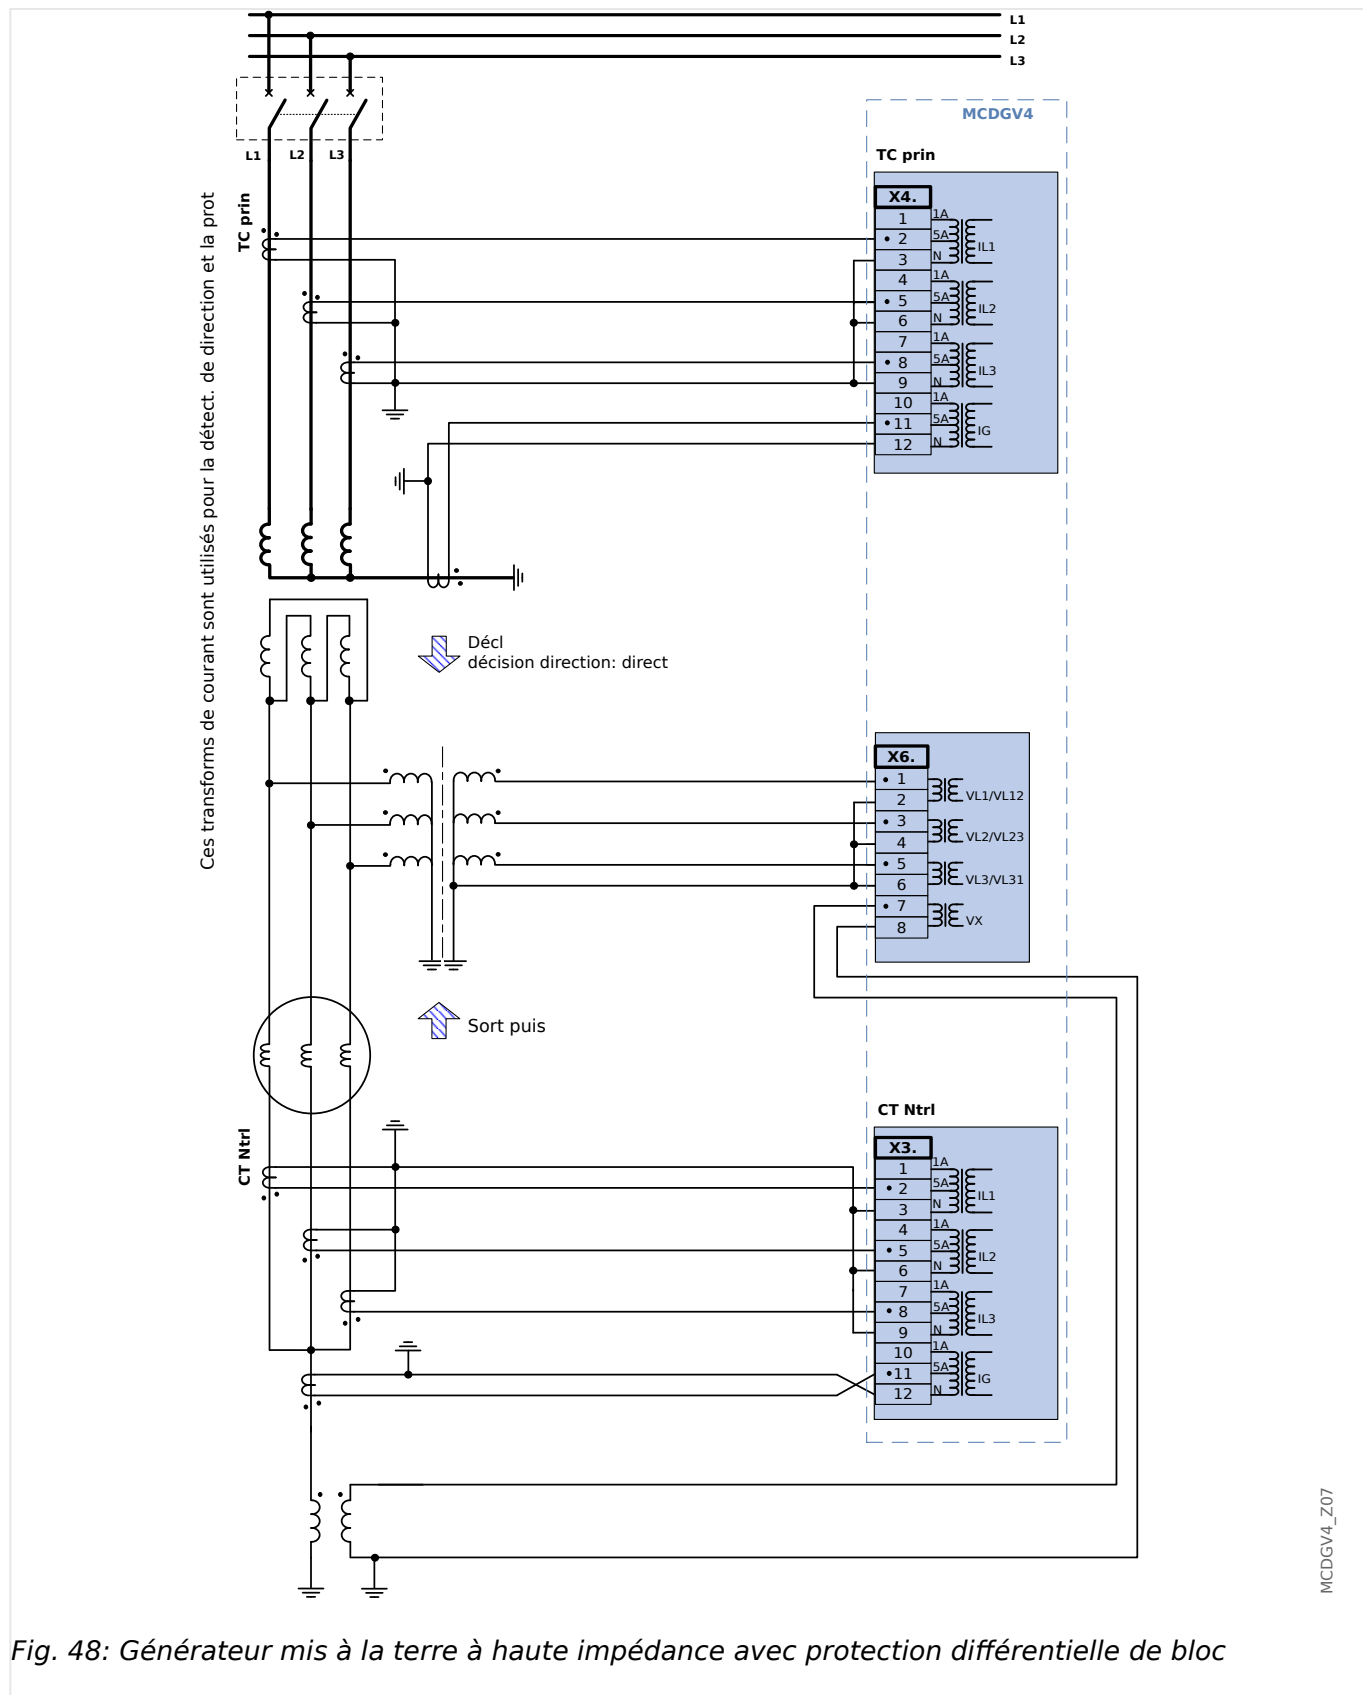 L1
L2
L3
L1
L2
L3
TC prin
Ces transforms de courant sont utilisés pour la détect. de direction et la prot
MCDGV4
TC prin
X4.
1
1A
2
5A
IL1
3
N
4
1A
5
5A
IL2
6
N
7
1A
8
5A
IL3
9
N
10
1A
11
5A
IG
12
N
Décl
décision direction: direct
X6.
1
VL1/VL12
2
3
VL2/VL23
4
5
VL3/VL31
6
7
VX
8
Sort puis
CT Ntrl
CT Ntrl
X3.
1
1A
2
5A
IL1
3
N
4
1A
5
5A
IL2
6
N
7
1A
8
5A
IL3
9
N
10
1A
11
5A
IG
12
N
MCDGV4_Z07
Fig. 48: Générateur mis à la terre à haute impédance avec protection différentielle de bloc